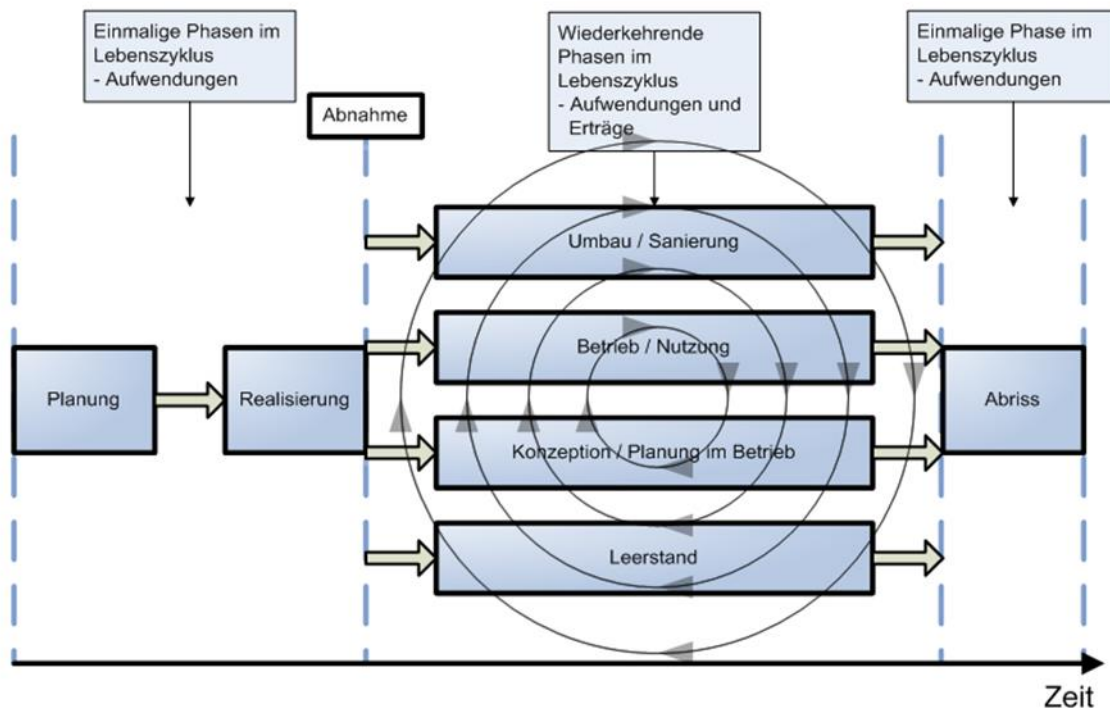 Einmalige Phasen im
Lebenszyklus
- Aufwendungen
Wiederkehrende
Phasen im
Lebenszyklus
- Aufwendungen und
Erträge
Einmalige Phase im
Lebenszyklus
- Aufwendungen
Abnahme
Umbau / Sanierung
Betrieb / Nutzung
Planung
Realisierung
Abriss
Konzeption / Planung im Betrieb
Leerstand
Zeit